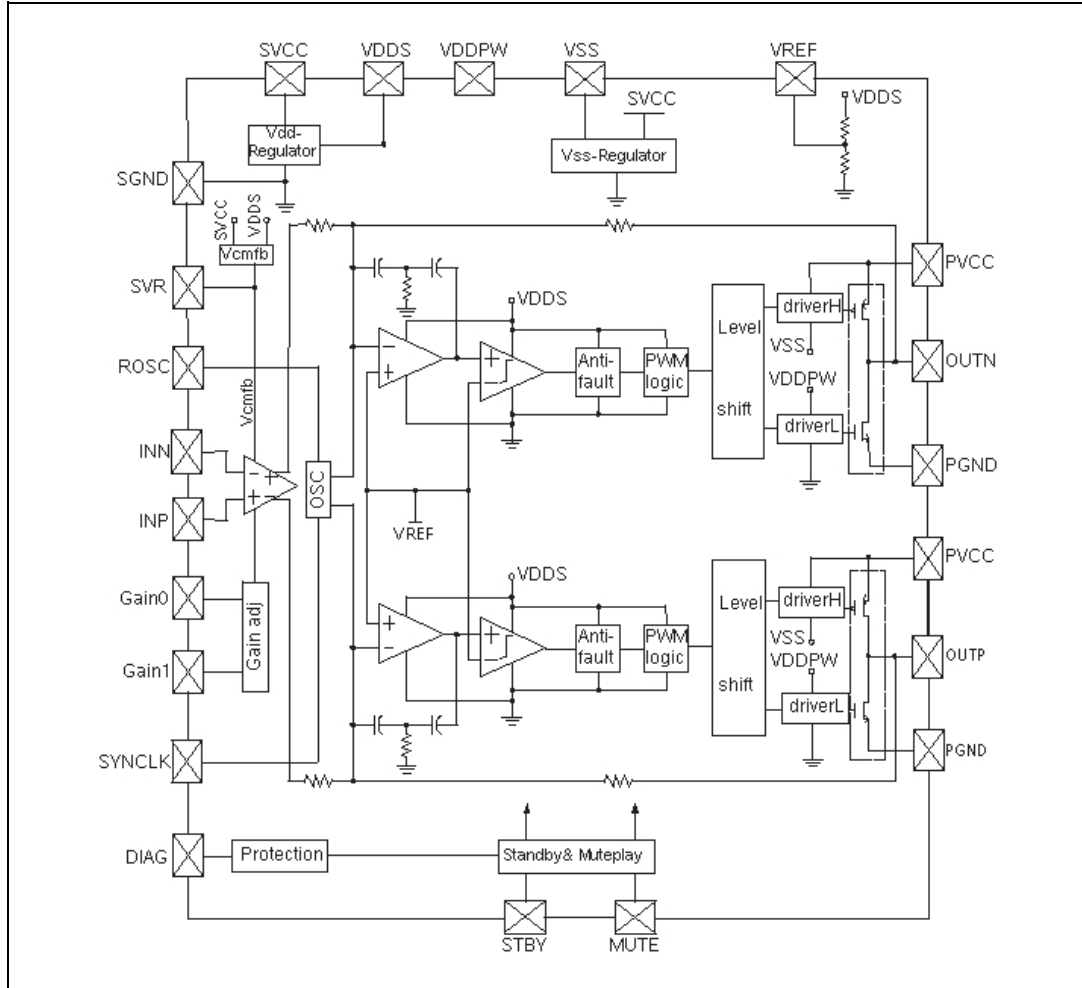 SVCC
VDDS
VDDPW
VSS
VREF
SVCC
VDDS
Vdd-
Regulator
Vss-Regulator
SGND
SVCC
VDDS
Vcmfb
SVR
PVCC
VDDS
Level
shift
driverH
VSS
VDDPW
driverL
Anti-
fault
PWM
logic
ROSC
OUTN
Vcmfb
INN
PGND
OSC
INP
VREF
PVCC
VDDS
Gain0
Gain adj
Level
shift
driverH
VSS
VDDPW
driverL
Anti-
fault
PWM
logic
Gain1
OUTP
SYNCLK
PGND
DIAG
Protection
Standby& Muteplay
STBY
MUTE